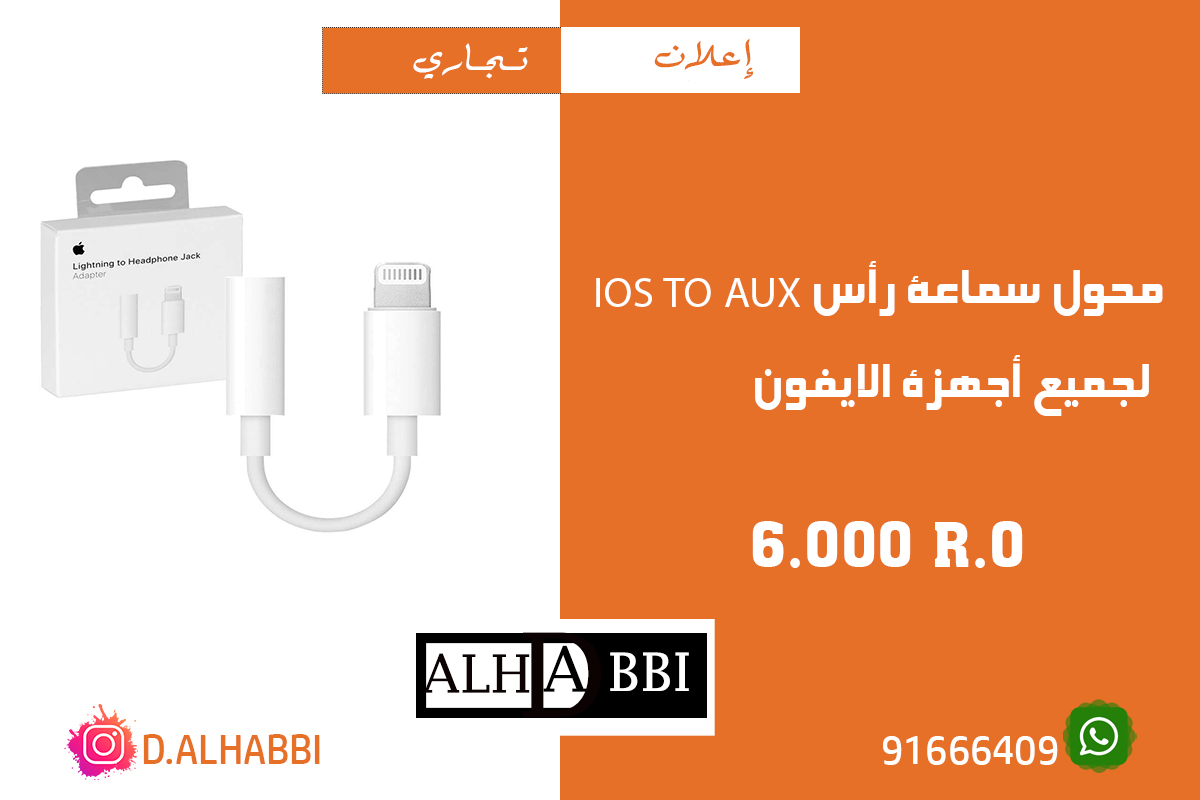 إعلان تجاري
Lightning to Headphone Jack
Adapter
محول سماعة رأس IOS TO AUX
لجميع أجهزة الايفون
6.000 R.O
ALHABBI
D.ALHABBI
91666409